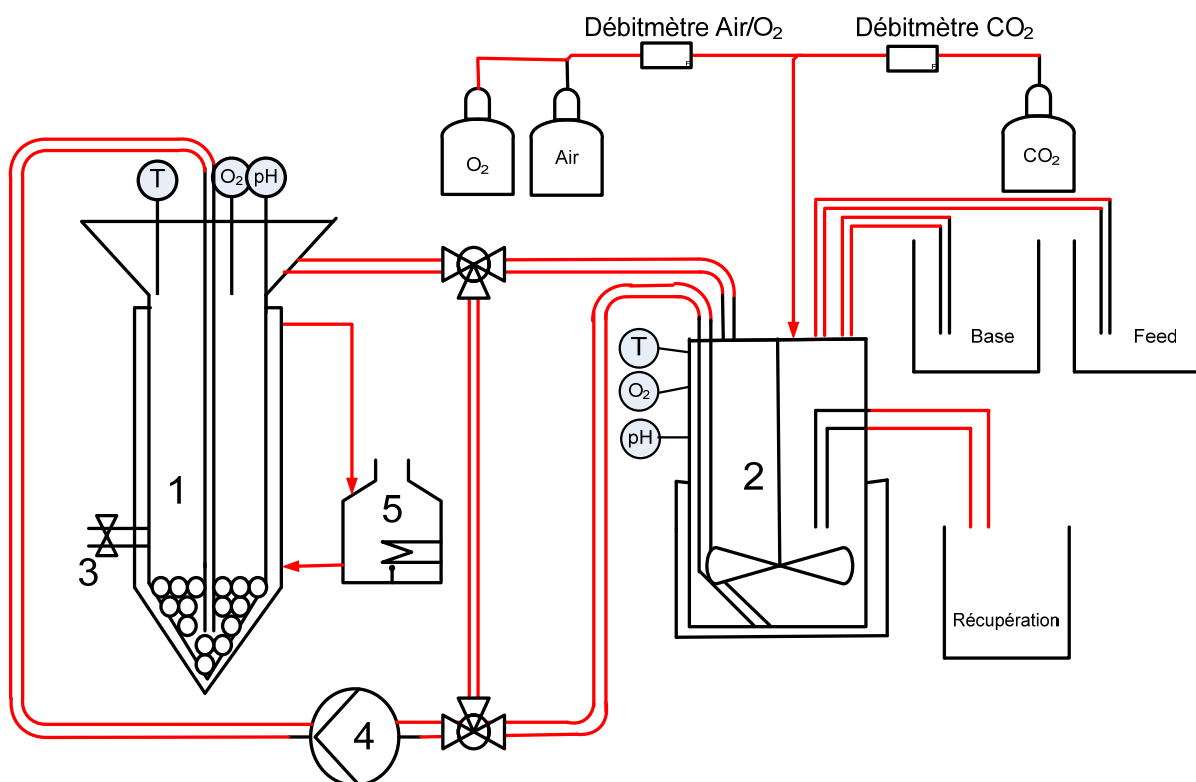 Débitmètre Air/O₂
Débitmètre CO₂
O₂
Air
CO₂
T
O₂
pH
Base
Feed
T
O₂
pH
1
2
5
3
Récupération
4